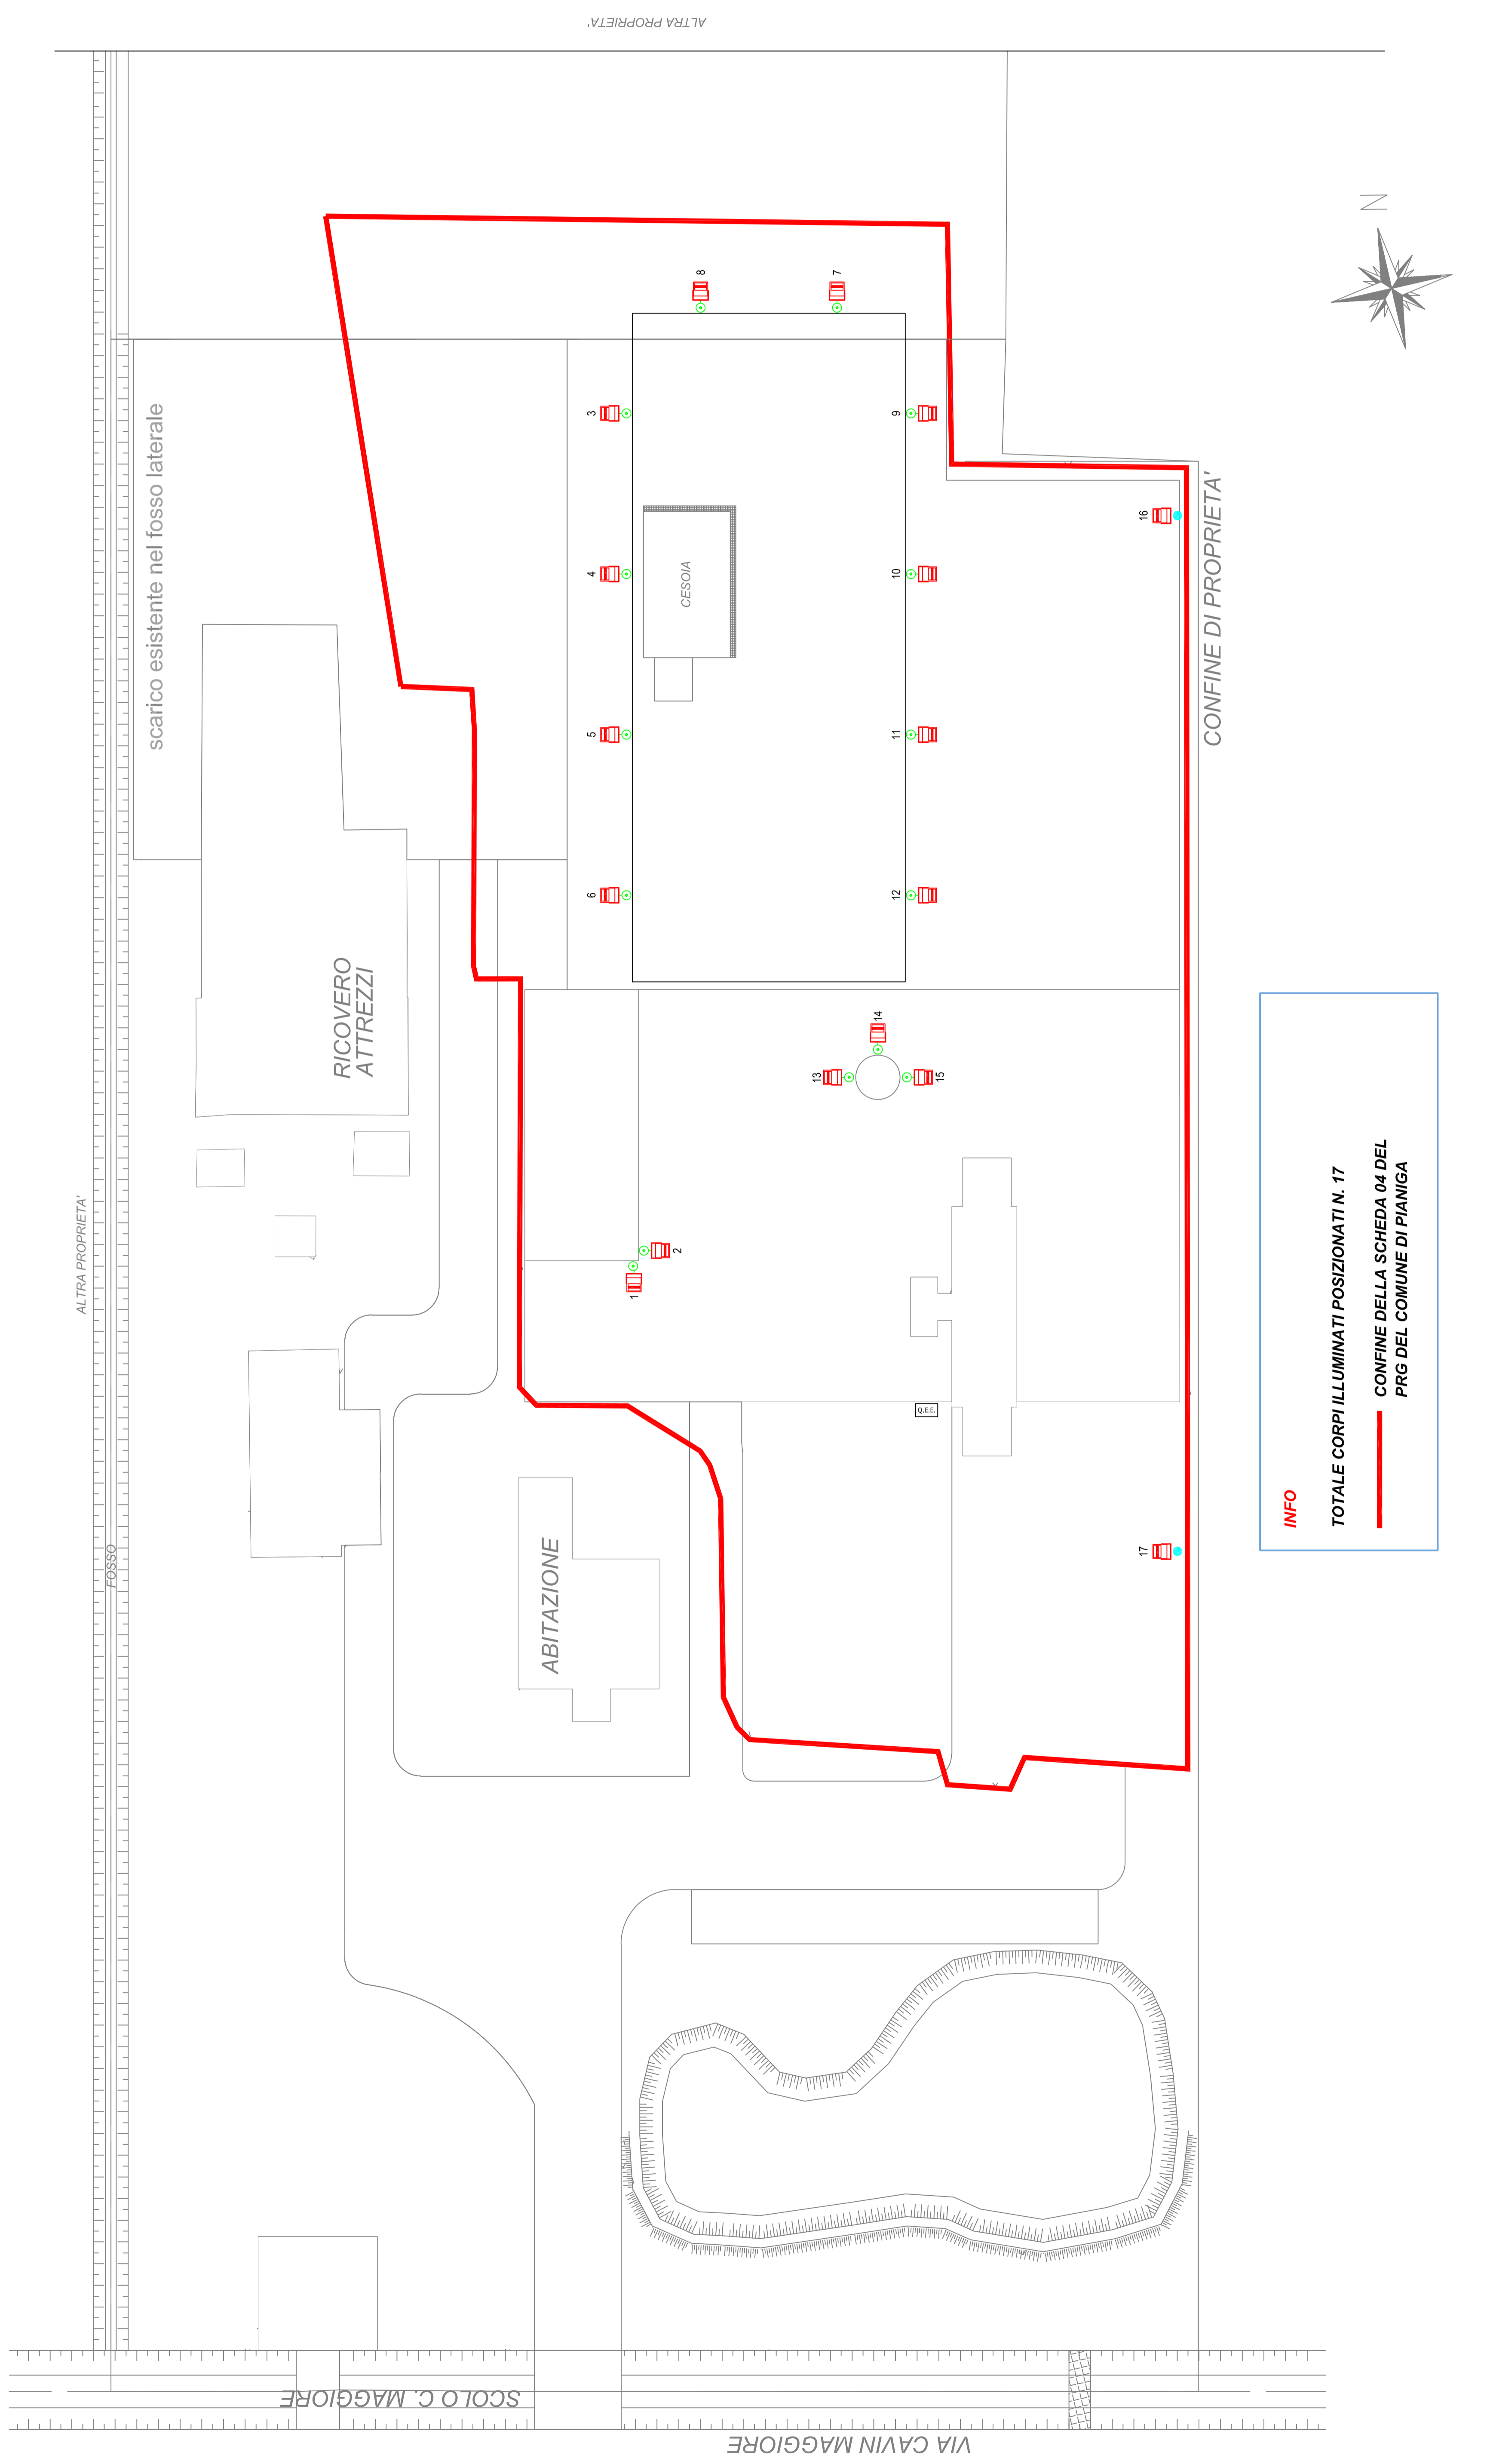 ALTRA PROPRIETA'
N
8
7
3
9
scarico esistente nel fosso laterale
CONFINE DI PROPRIETA'
16
4
CESOIA
10
5
11
6
12
RICOVERO
ATTREZZI
14
13
15
ALTRA PROPRIETA'
2
1
Q.E.E.
FOSSO
ABITAZIONE
17
INFO
TOTALE CORPI ILLUMINATI POSIZIONATI N. 17
CONFINE DELLA SCHEDA 04 DEL
PRG DEL COMUNE DI PIANIGA
SCOLO C. MAGGIORE
VIA CAVIN MAGGIORE